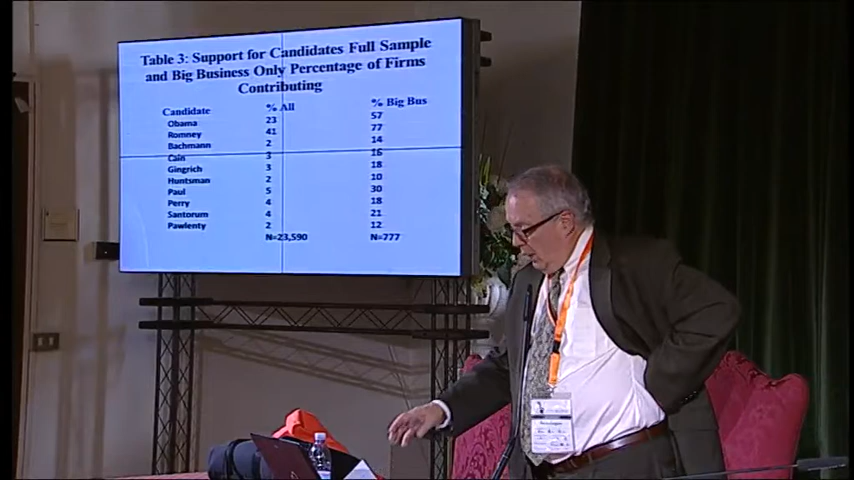 Table 3: Support for Candidates Full Sample
and Big Business Only Percentage of Firms
Contributing
Candidate % All % Big Bus
Obama 23 57
Romney 41 77
Bachmann 2 14
Cain 3 16
Gingrich 3 18
Huntsman 2 10
Paul 5 30
Perry 4 18
Santorum 4 21
Pawlenty 2 12
N=23,590 N=777